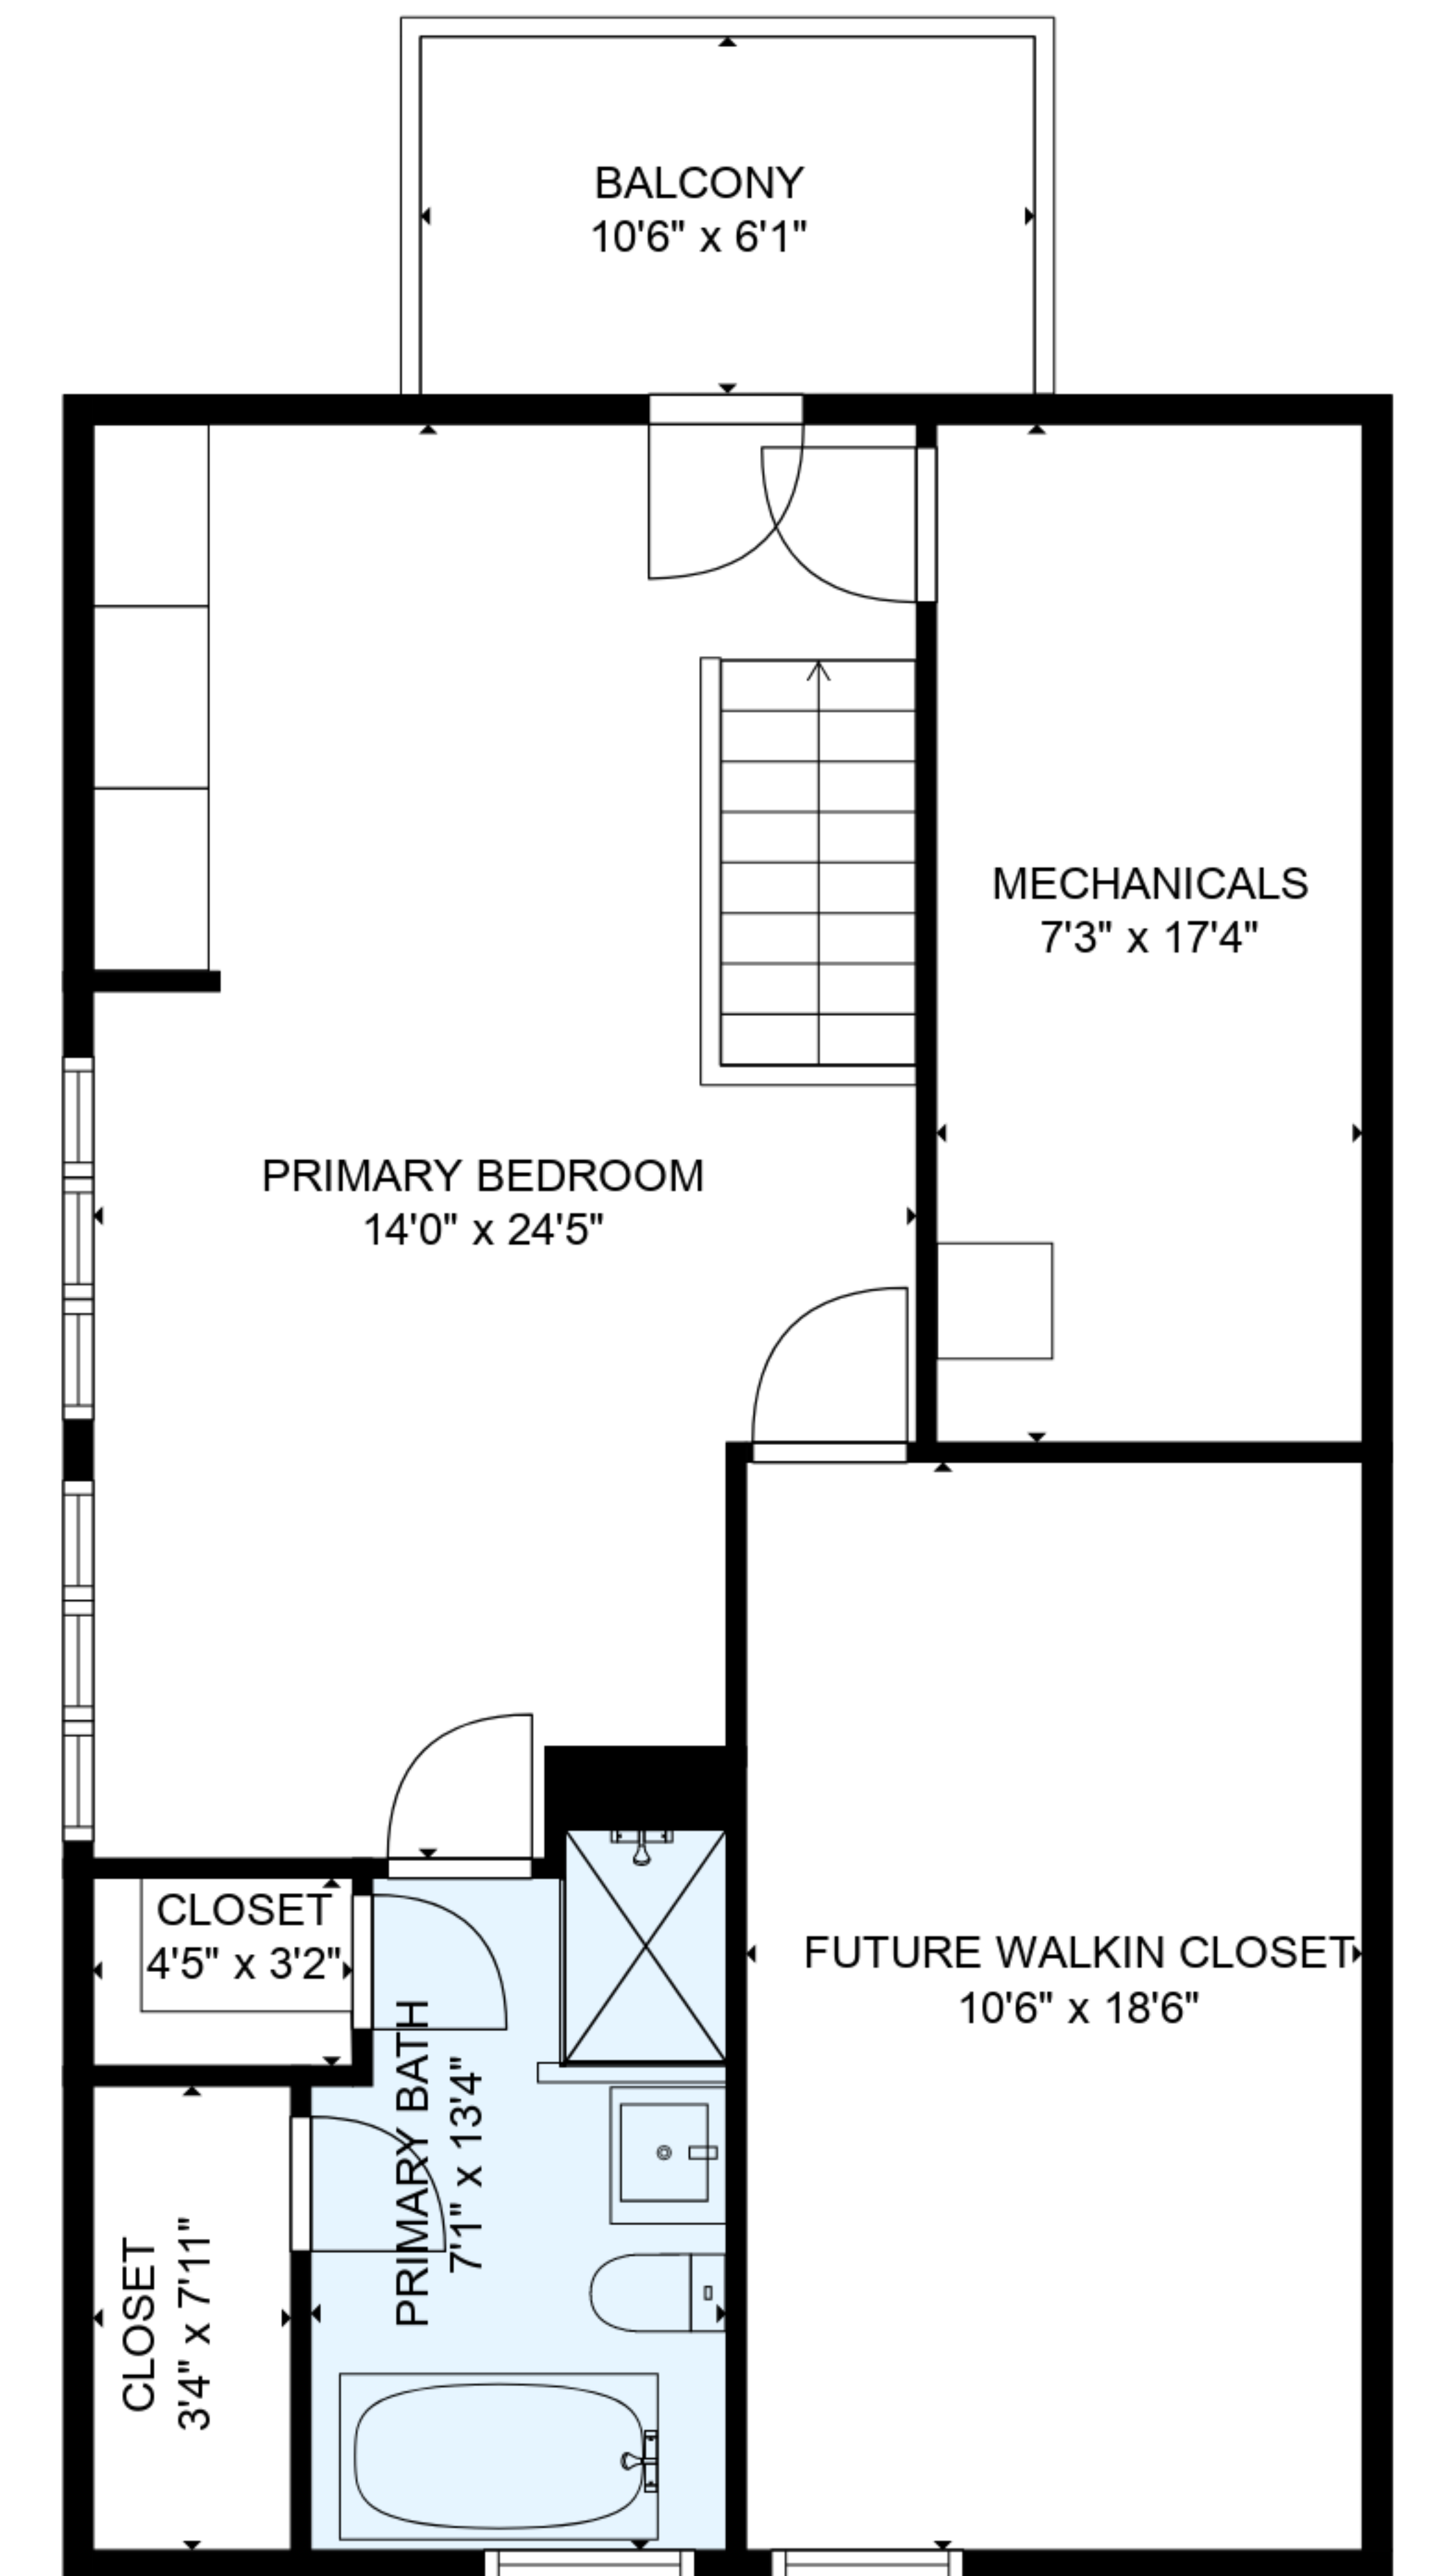 BALCONY
10'6" x 6'1"
MECHANICALS
7'3" x 17'4"
PRIMARY BEDROOM
14'0" x 24'5"
CLOSET
4'5" x 3'2"
FUTURE WALKIN CLOSET
10'6" x 18'6"
PRIMARY BATH
7'1" x 13'4"
CLOSET
3'4" x 7'11"